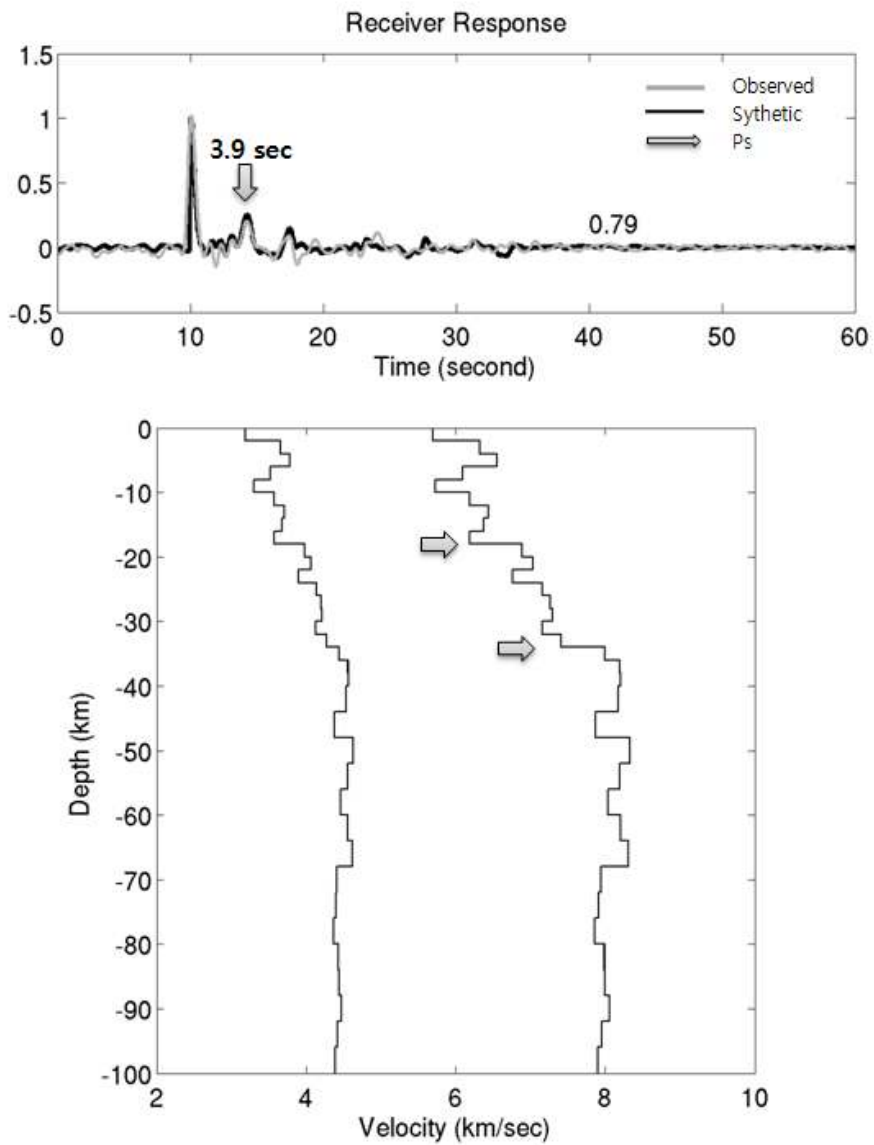 Receiver Response
1.5
1
0.5
0
-0.5
Observed
Sythetic
Ps
3.9 sec
0.79
0 10 20 30 40 50 60
Time (second)
0
-10
-20
-30
-40
-50
-60
-70
-80
-90
-100
Depth (km)
2 4 6 8 10
Velocity (km/sec)